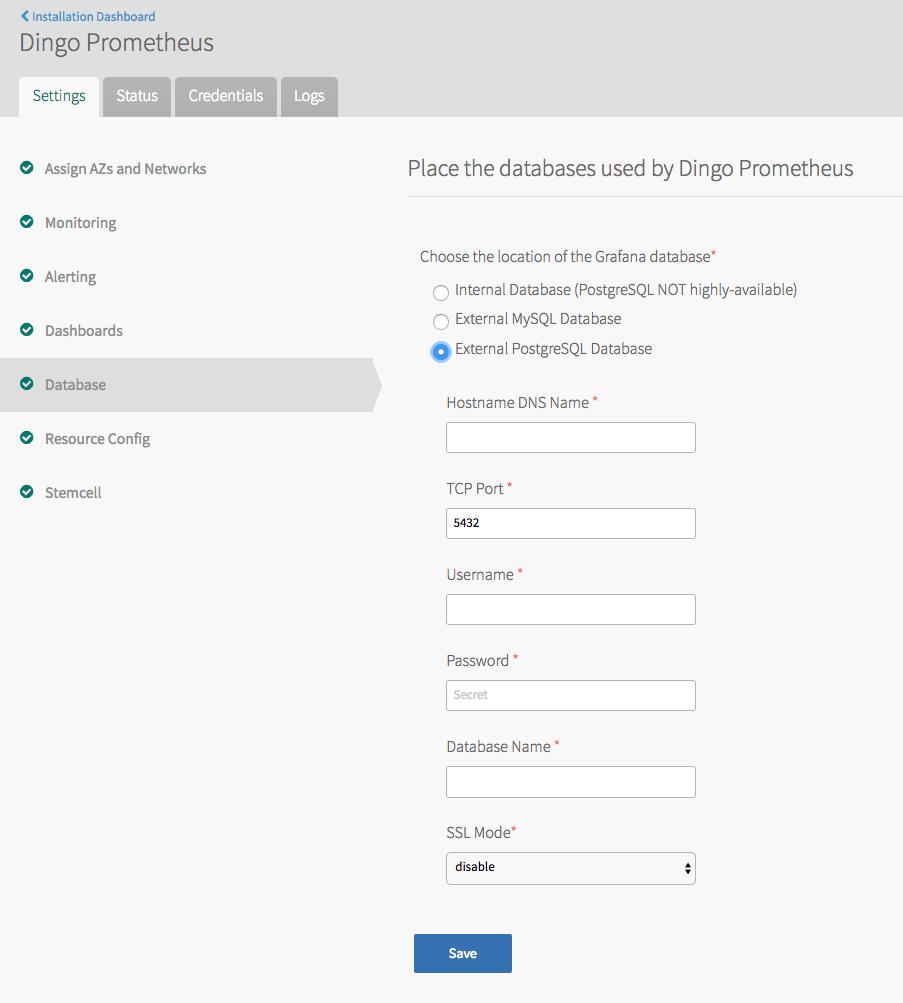 Installation Dashboard
Dingo Prometheus
Settings
Status
Credentials
Logs
Assign AZs and Networks
Monitoring
Alerting
Dashboards
Database
Resource Config
Stemcell
Place the databases used by Dingo Prometheus
Choose the location of the Grafana database*
Internal Database (PostgreSQL NOT highly-available)
External MySQL Database
External PostgreSQL Database
Hostname DNS Name *
TCP Port *
5432
Username *
Password *
Secret
Database Name *
SSL Mode*
disable
Save